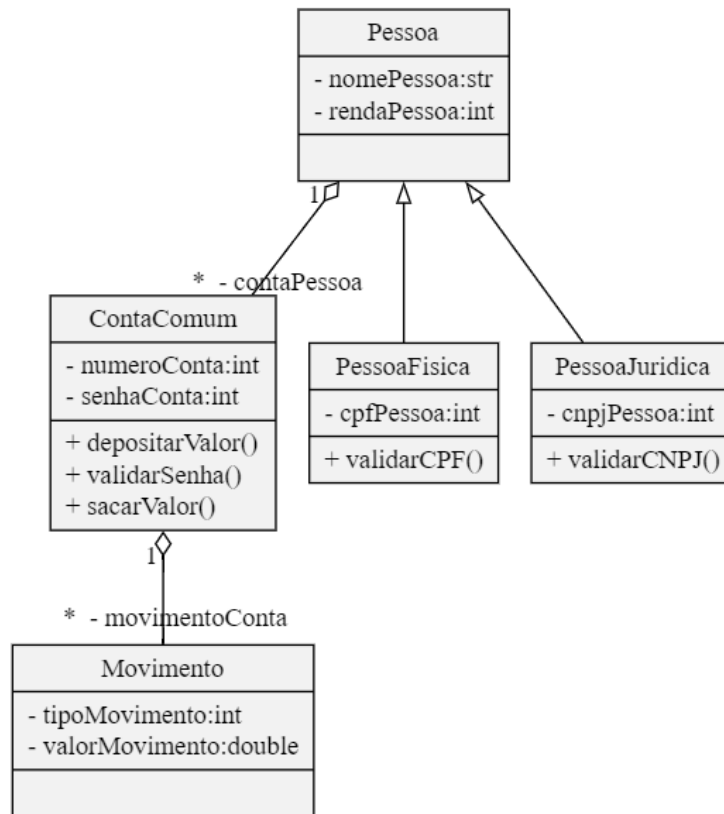 Pessoa
- nomePessoa:str
- rendaPessoa:int
1
* - contaPessoa
ContaComum
- numeroConta:int
- senhaConta:int
+ depositarValor()
+ validarSenha()
+ sacarValor()
PessoaFisica
- cpfPessoa:int
+ validarCPF()
PessoaJuridica
- cnpjPessoa:int
+ validarCNPJ()
1
* - movimentoConta
Movimento
- tipoMovimento:int
- valorMovimento:double